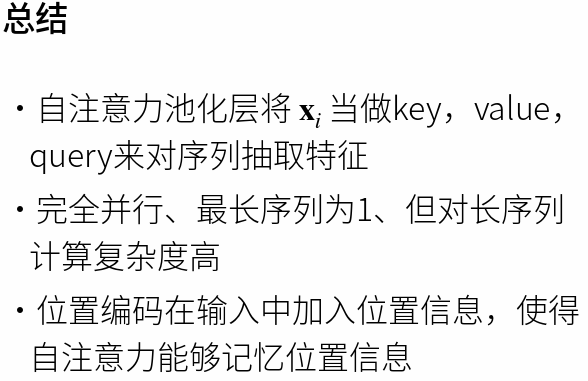 总结
• 自注意力池化层将 xᵢ 当做key，value，
query来对序列抽取特征
• 完全并行、最长序列为1、但对长序列
计算复杂度高
• 位置编码在输入中加入位置信息，使得
自注意力能够记忆位置信息